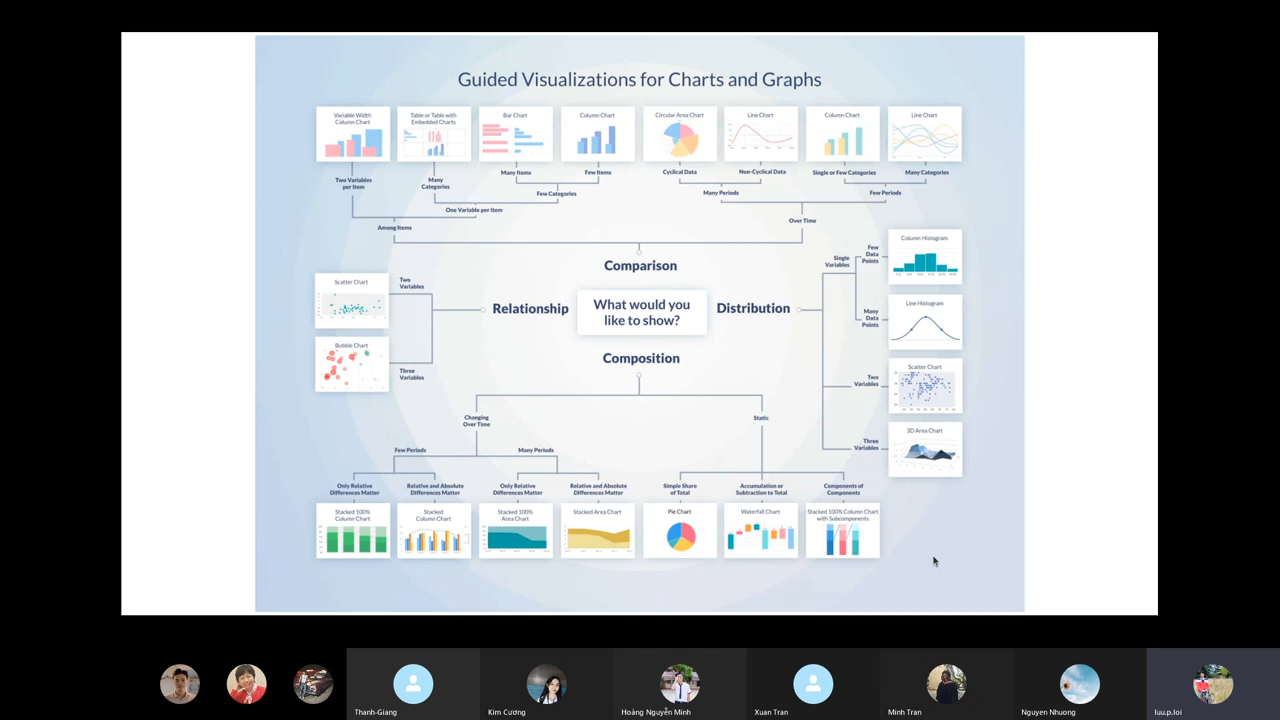 Guided Visualizations for Charts and Graphs
Variable Width
Column Chart
Table or Table with
Embedded Charts
Bar Chart
Column Chart
Circular Area Chart
Line Chart
Column Chart
Line Chart
Two Variables
per Item
Many
Categories
Many Items
Few Items
Cyclical Data
Non-Cyclical Data
Single or Few Categories
Many Categories
Few Categories
Many Periods
Few Periods
One Variable per Item
Among Items
Over Time
Comparison
Relationship
What would you
like to show?
Distribution
Composition
Scatter Chart
Two
Variables
Bubble Chart
Three
Variables
Single
Variables
Few
Data
Points
Column Histogram
Many
Data
Points
Line Histogram
Two
Variables
Scatter Chart
Three
Variables
3D Area Chart
Changing
Over Time
Static
Few Periods
Many Periods
Only Relative
Differences Matter
Relative and Absolute
Differences Matter
Only Relative
Differences Matter
Relative and Absolute
Differences Matter
Simple Share
of Total
Accumulation or
Subtraction to Total
Components of
Components
Stacked 100%
Column Chart
Stacked
Column Chart
Stacked 100%
Area Chart
Stacked Area Chart
Pie Chart
Waterfall Chart
Stacked 100% Column Chart
with Subcomponents
Thanh-Giang
Kim Cương
Hoàng Nguyễn Minh
Xuan Tran
Minh Tran
Nguyen Nhuong
luu.p.loi